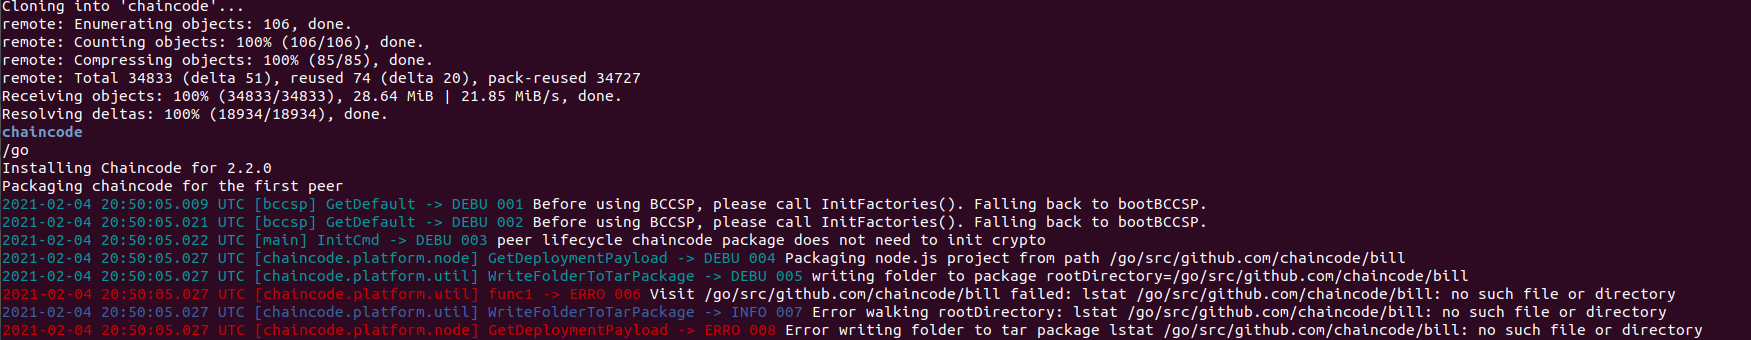 Cloning into 'chaincode'...
remote: Enumerating objects: 106, done.
remote: Counting objects: 100% (106/106), done.
remote: Compressing objects: 100% (85/85), done.
remote: Total 34833 (delta 51), reused 74 (delta 20), pack-reused 34727
Receiving objects: 100% (34833/34833), 28.64 MiB | 21.85 MiB/s, done.
Resolving deltas: 100% (18934/18934), done.
chaincode
/go
Installing Chaincode for 2.2.0
Packaging chaincode for the first peer
2021-02-04 20:50:05.009 UTC [bccsp] GetDefault -> DEBU 001 Before using BCCSP, please call InitFactories(). Falling back to bootBCCSP.
2021-02-04 20:50:05.021 UTC [bccsp] GetDefault -> DEBU 002 Before using BCCSP, please call InitFactories(). Falling back to bootBCCSP.
2021-02-04 20:50:05.022 UTC [main] InitCmd -> DEBU 003 peer lifecycle chaincode package does not need to init crypto
2021-02-04 20:50:05.027 UTC [chaincode.platform.node] GetDeploymentPayload -> DEBU 004 Packaging node.js project from path /go/src/github.com/chaincode/bill
2021-02-04 20:50:05.027 UTC [chaincode.platform.util] WriteFolderToTarPackage -> DEBU 005 writing folder to package rootDirectory=/go/src/github.com/chaincode/bill
2021-02-04 20:50:05.027 UTC [chaincode.platform.util] func1 -> ERRO 006 Visit /go/src/github.com/chaincode/bill failed: lstat /go/src/github.com/chaincode/bill: no such file or directory
2021-02-04 20:50:05.027 UTC [chaincode.platform.util] WriteFolderToTarPackage -> INFO 007 Error walking rootDirectory: lstat /go/src/github.com/chaincode/bill: no such file or directory
2021-02-04 20:50:05.027 UTC [chaincode.platform.node] GetDeploymentPayload -> ERRO 008 Error writing folder to tar package lstat /go/src/github.com/chaincode/bill: no such file or directory